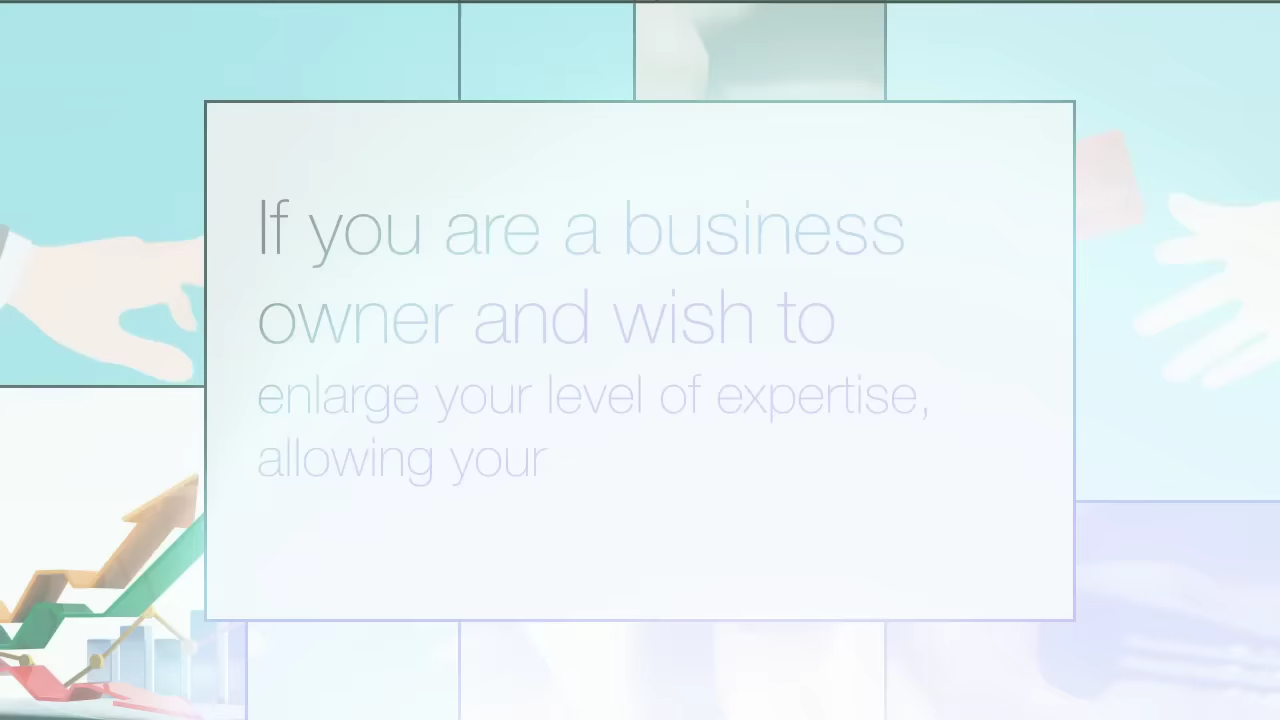 If you are a business
owner and wish to
enlarge your level of expertise,
allowing your